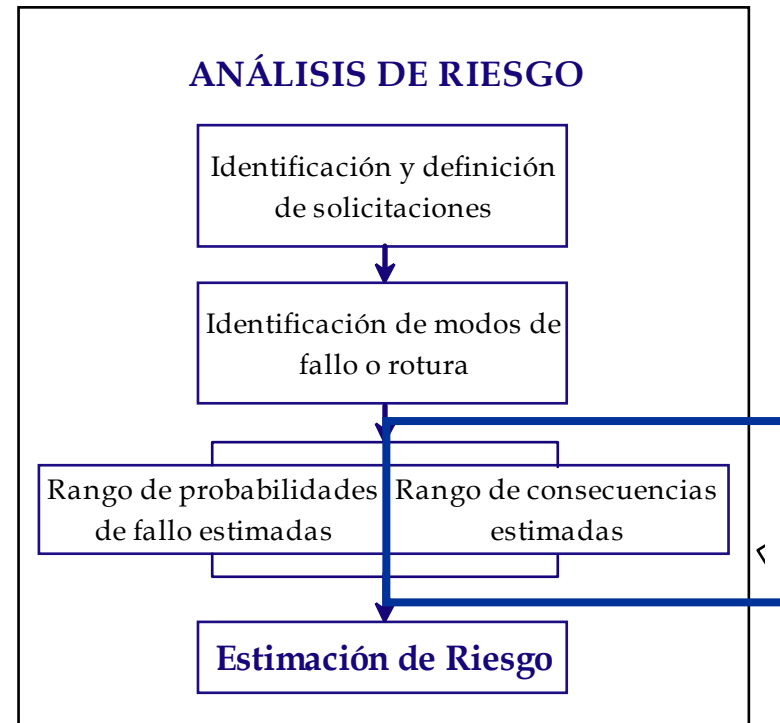 ANÁLISIS DE RIESGO
Identificación y definición
de solicitaciones
Identificación de modos de
fallo o rotura
Rango de probabilidades
de fallo estimadas
Rango de consecuencias
estimadas
Estimación de Riesgo